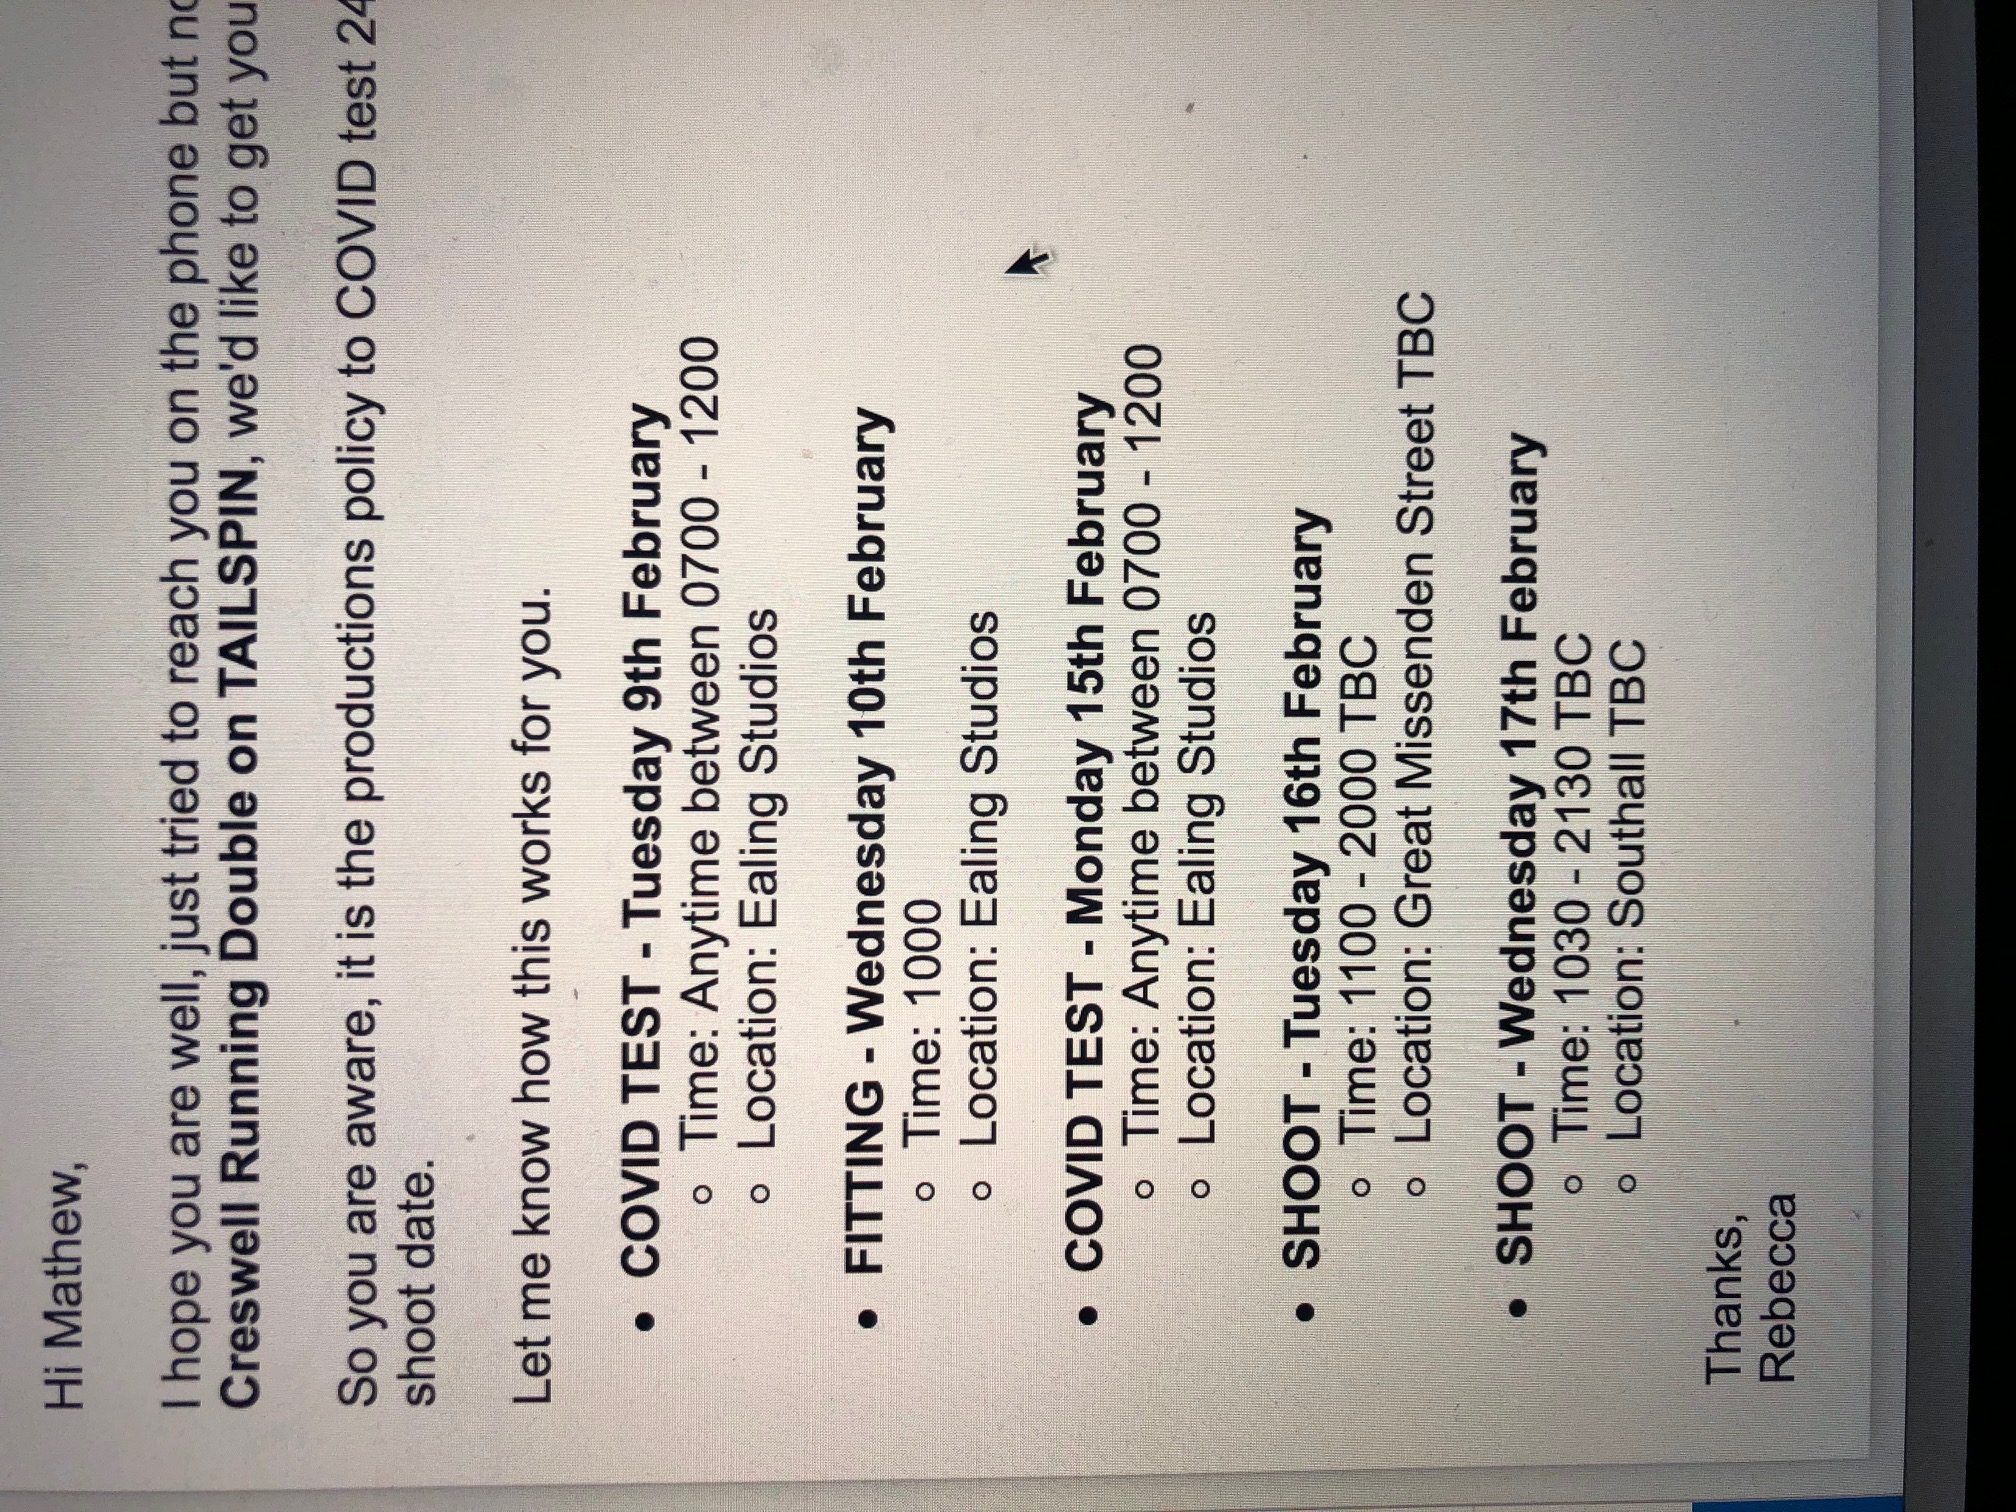 Hi Mathew,
I hope you are well, just tried to reach you on the phone but
Creswell Running Double on TAILSPIN, we'd like to get you
So you are aware, it is the productions policy to COVID test 24
shoot date.
Let me know how this works for you.
• COVID TEST - Tuesday 9th February
○ Time: Anytime between 0700 - 1200
○ Location: Ealing Studios
• FITTING - Wednesday 10th February
○ Time: 1000
○ Location: Ealing Studios
• COVID TEST - Monday 15th February
○ Time: Anytime between 0700 - 1200
○ Location: Ealing Studios
• SHOOT - Tuesday 16th February
○ Time: 1100 - 2000 TBC
○ Location: Great Missenden Street TBC
• SHOOT - Wednesday 17th February
○ Time: 1030 - 2130 TBC
○ Location: Southall TBC
Thanks,
Rebecca